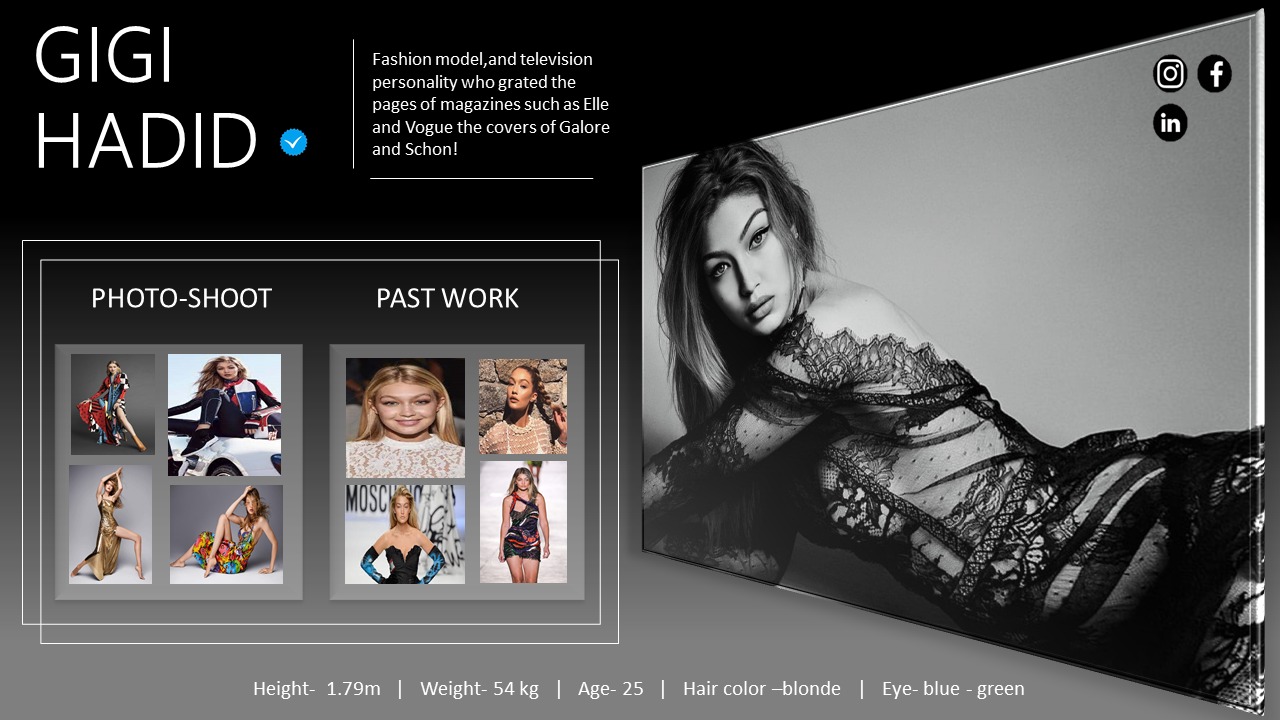 GIGI
HADID
Fashion model,and television
personality who grated the
pages of magazines such as Elle
and Vogue the covers of Galore
and Schon!
PHOTO-SHOOT
PAST WORK
MOSCH
in
Height- 1.79m | Weight- 54 kg | Age- 25 | Hair color –blonde | Eye- blue - green